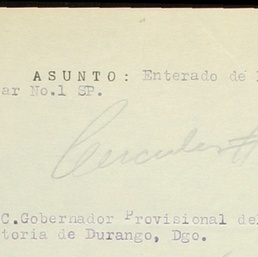 ASUNTO: Enterado de
ar No.1 SP.
Circular #
C.Gobernador Provisional del
toria de Durango, Dgo.